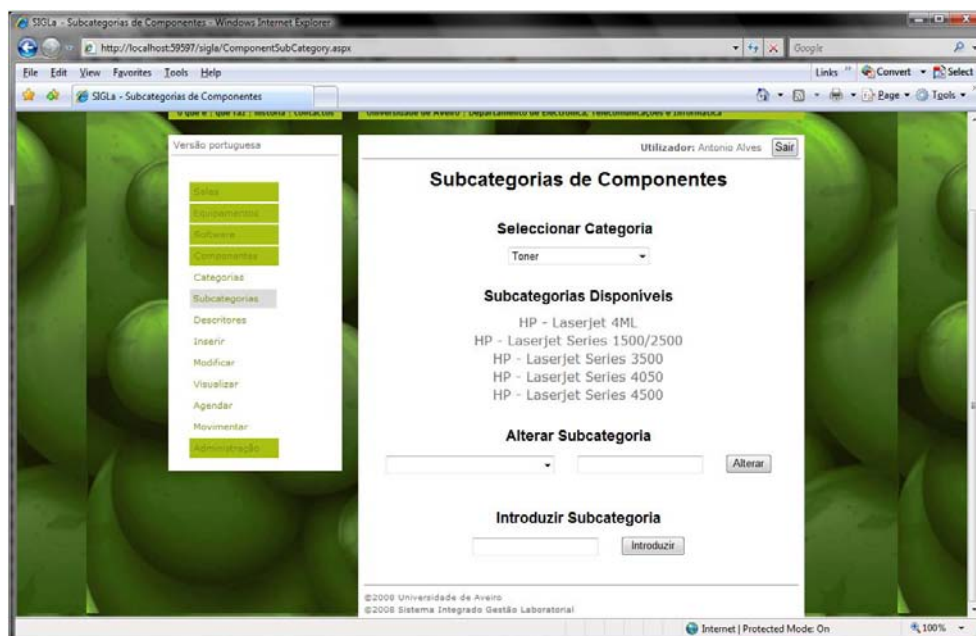 SIGLa - Subcategorias de Componentes - Windows Internet Explorer
http://localhost:59597/sigla/ComponentSubCategory.aspx
Google
File Edit View Favorites Tools Help
Links Convert Select
SIGLa - Subcategorias de Componentes
Page Tools
o que é | que faz | história | contactos
Universidade de Aveiro | Departamento de Electrónica, Telecomunicações e Informática
Versão portuguesa
Utilizador: Antonio Alves Sair
Salas
Equipamentos
Software
Componentes
Categorias
Subcategorias
Descritores
Inserir
Modificar
Visualizar
Agendar
Movimentar
Administração
Subcategorias de Componentes
Seleccionar Categoria
Toner
Subcategorias Disponíveis
HP - Laserjet 4ML
HP - Laserjet Series 1500/2500
HP - Laserjet Series 3500
HP - Laserjet Series 4050
HP - Laserjet Series 4500
Alterar Subcategoria
Alterar
Introduzir Subcategoria
Introduzir
©2008 Universidade de Aveiro
©2008 Sistema Integrado Gestão Laboratorial
Internet | Protected Mode: On
100%